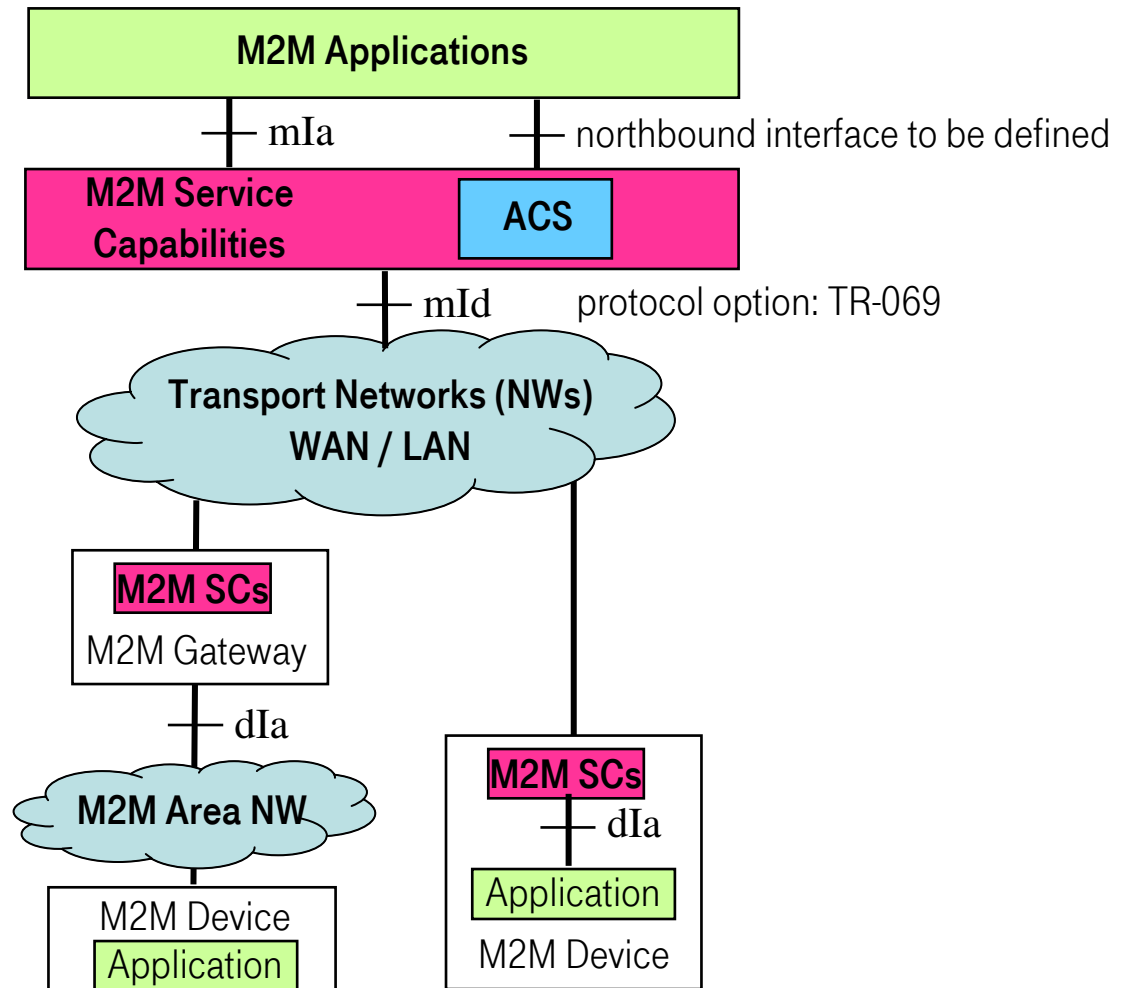 M2M Applications
mIa
northbound interface to be defined
M2M Service
Capabilities
ACS
mId
protocol option: TR-069
Transport Networks (NWs)
WAN / LAN
M2M SCs
M2M Gateway
dIa
M2M Area NW
M2M Device
Application
M2M SCs
dIa
Application
M2M Device